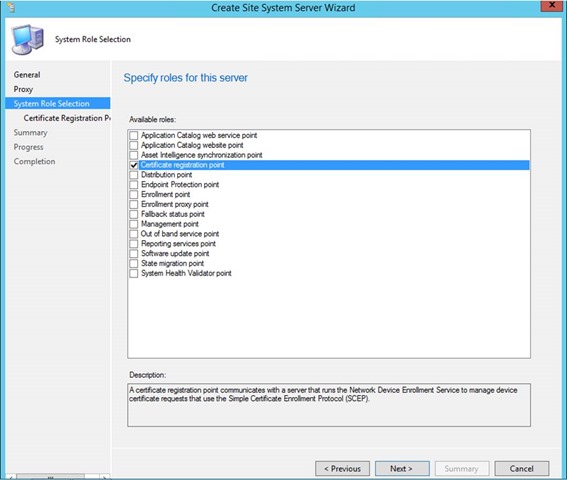 Create Site System Server Wizard
System Role Selection
General
Proxy
System Role Selection
Certificate Registration P
Summary
Progress
Completion
Specify roles for this server
Available roles:
Application Catalog web service point
Application Catalog website point
Asset Intelligence synchronization point
Certificate registration point
Distribution point
Endpoint Protection point
Enrollment point
Enrollment proxy point
Fallback status point
Management point
Out of band service point
Reporting services point
Software update point
State migration point
System Health Validator point
Description:
A certificate registration point communicates with a server that runs the Network Device Enrollment Service to manage device
certificate requests that use the Simple Certificate Enrollment Protocol (SCEP).
< Previous
Next >
Summary
Cancel